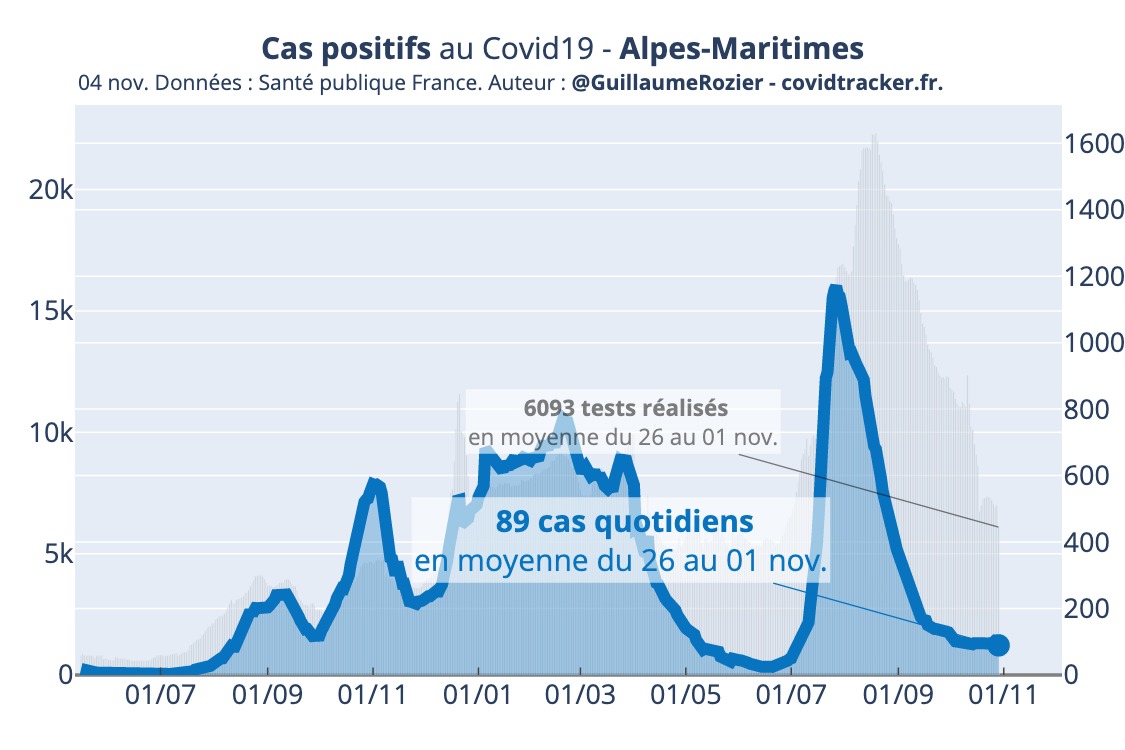 Cas positifs au Covid19 - Alpes-Maritimes
04 nov. Données : Santé publique France. Auteur : @GuillaumeRozier - covidtracker.fr.
1600
20k
1400
1200
15k
1000
6093 tests réalisés
800
10k
en moyenne du 26 au 01 nov.
600
89 cas quotidiens
400
5k
en moyenne du 26 au 01 nov.
200
0
0
01/07 01/09 01/11 01/01 01/03 01/05 01/07 01/09 01/11